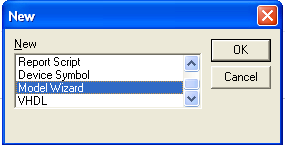 New
New
Report Script
Device Symbol
Model Wizard
VHDL
OK
Cancel